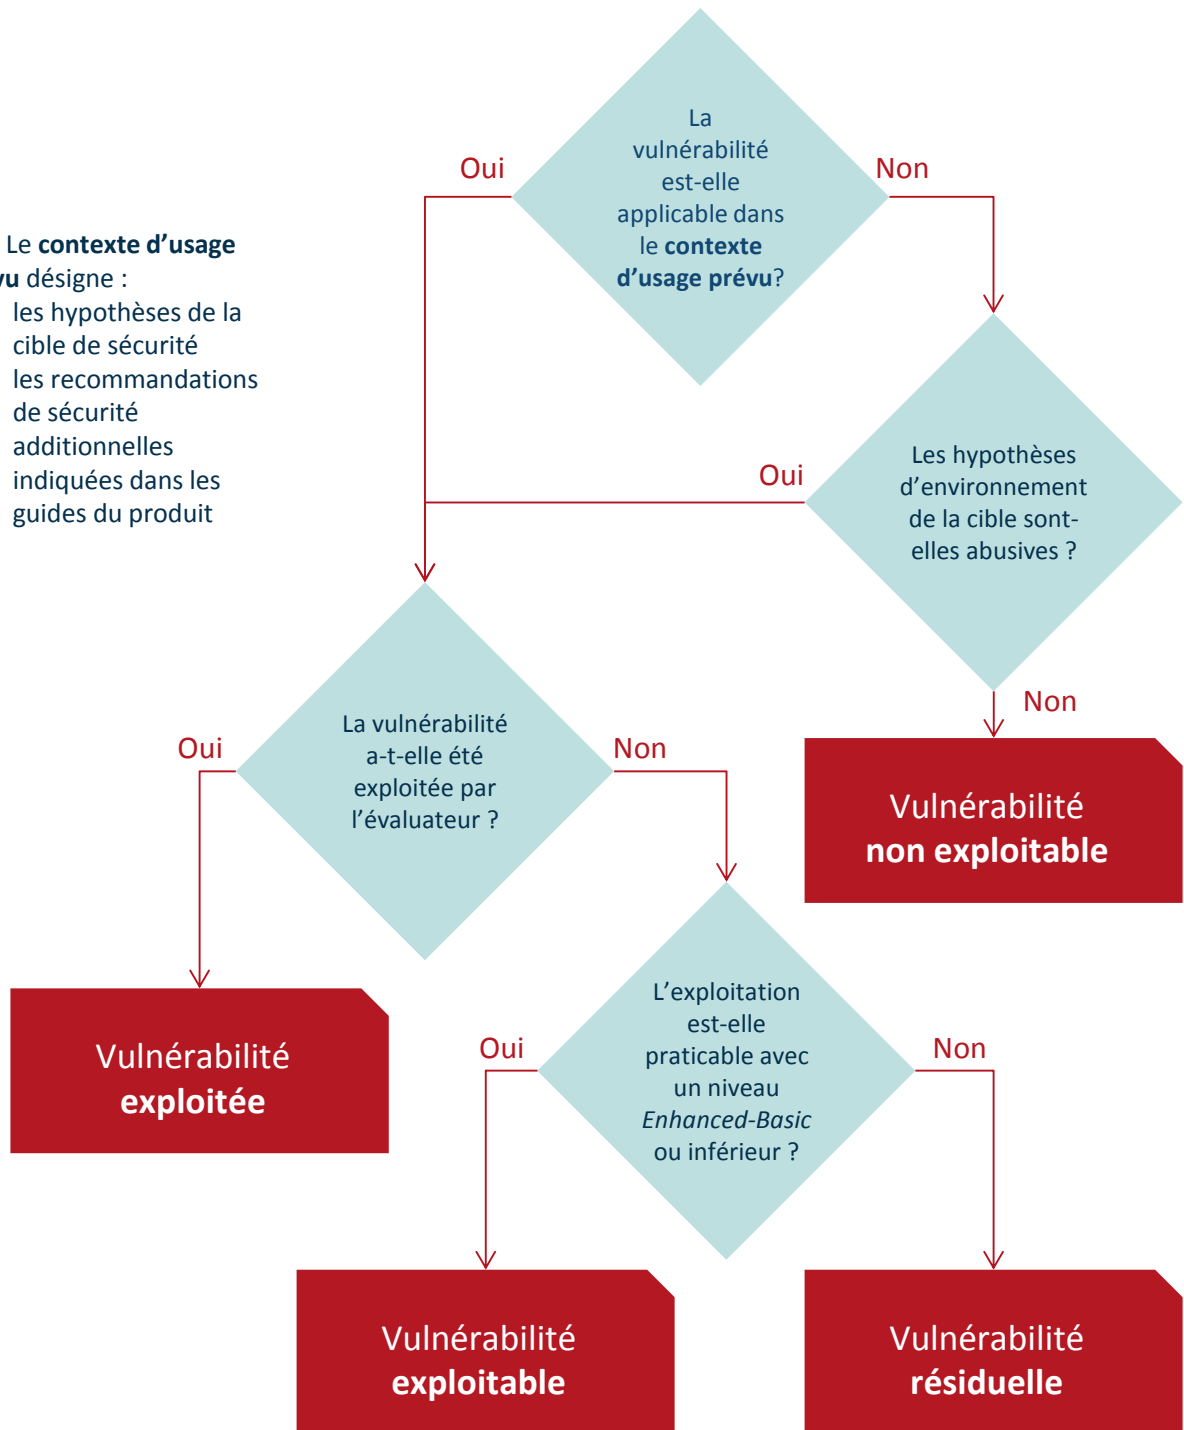 La
vulnérabilité
est-elle
applicable dans
le contexte
d'usage prévu?
Oui
Non
Le contexte d'usage
désigne :
les hypothèses de la
cible de sécurité
les recommandations
de sécurité
additionnelles
indiquées dans les
guides du produit
Les hypothèses
d'environnement
de la cible sont-
elles abusives ?
Oui
Non
La vulnérabilité
a-t-elle été
exploitée par
l'évaluateur ?
Oui
Non
Vulnérabilité
non exploitable
L'exploitation
est-elle
praticable avec
un niveau
Enhanced-Basic
ou inférieur ?
Oui
Non
Vulnérabilité
exploitée
Vulnérabilité
exploitable
Vulnérabilité
résiduelle